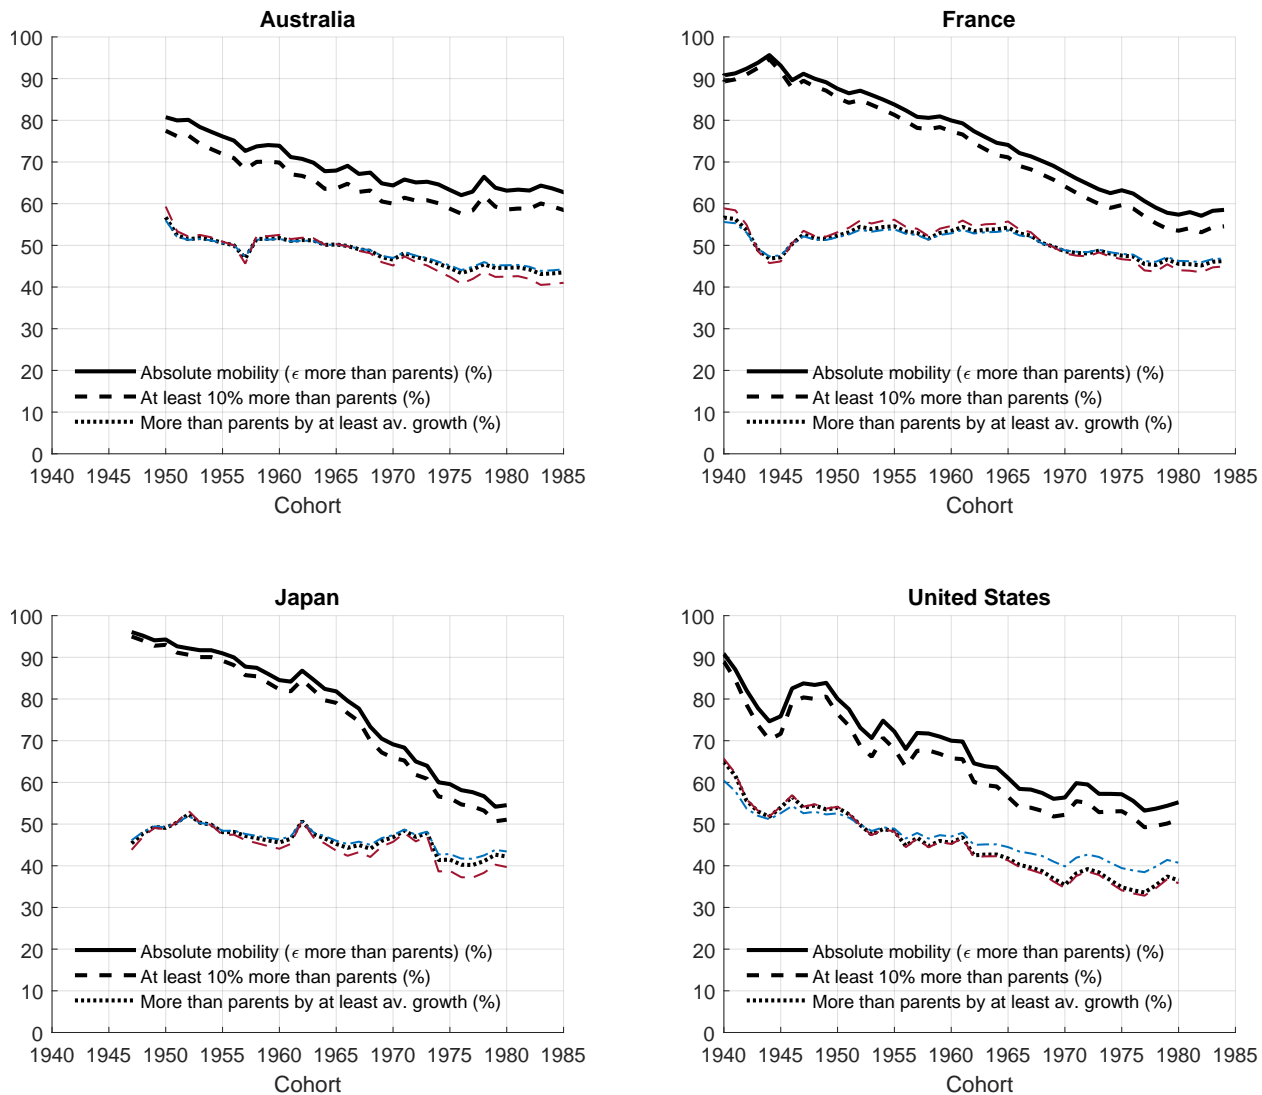 Australia
100
90
80
70
60
50
40
30
20
10
0
Absolute mobility (ϵ more than parents) (%)
At least 10% more than parents (%)
More than parents by at least av. growth (%)
1940 1945 1950 1955 1960 1965 1970 1975 1980 1985
Cohort
France
100
90
80
70
60
50
40
30
20
10
0
Absolute mobility (ϵ more than parents) (%)
At least 10% more than parents (%)
More than parents by at least av. growth (%)
1940 1945 1950 1955 1960 1965 1970 1975 1980 1985
Cohort
Japan
100
90
80
70
60
50
40
30
20
10
0
Absolute mobility (ϵ more than parents) (%)
At least 10% more than parents (%)
More than parents by at least av. growth (%)
1940 1945 1950 1955 1960 1965 1970 1975 1980 1985
Cohort
United States
100
90
80
70
60
50
40
30
20
10
0
Absolute mobility (ϵ more than parents) (%)
At least 10% more than parents (%)
More than parents by at least av. growth (%)
1940 1945 1950 1955 1960 1965 1970 1975 1980 1985
Cohort